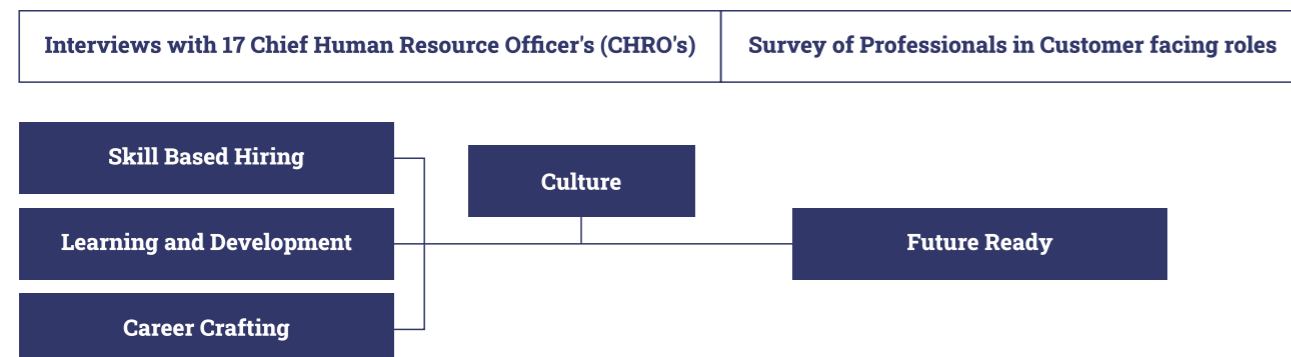 Interviews with 17 Chief Human Resource Officer's (CHRO's)
Survey of Professionals in Customer facing roles
Skill Based Hiring
Culture
Learning and Development
Future Ready
Career Crafting